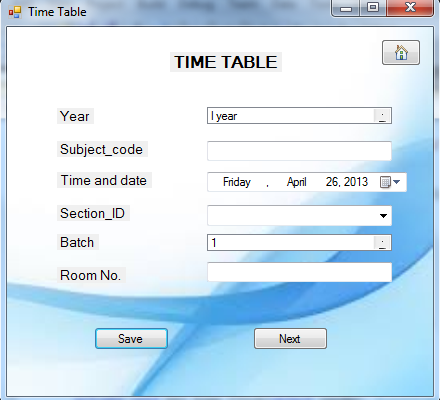 Time Table
TIME TABLE
Year I year
Subject_code
Time and date Friday , April 26, 2013
Section_ID
Batch 1
Room No.
Save Next